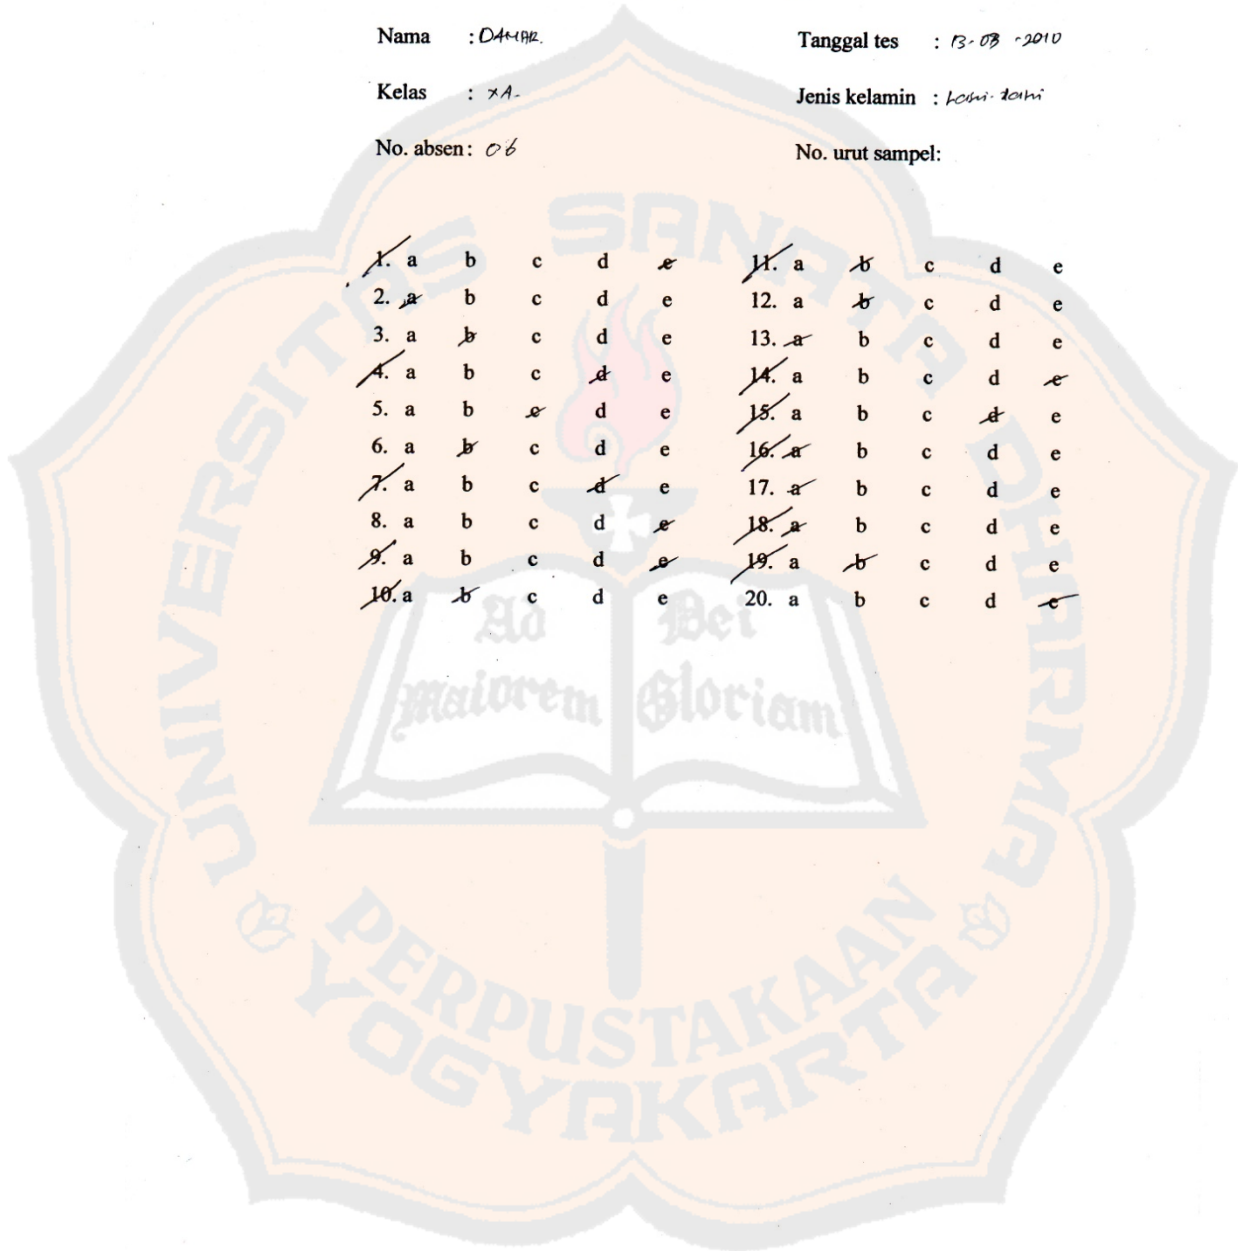 Nama : DAMAR. Tanggal tes : 13-03-2010
Kelas : XA. Jenis kelamin : Laki-laki
No. absen: 06 No. urut sampel:
1. a b c d e 11. a b c d e
2. a b c d e 12. a b c d e
3. a b c d e 13. a b c d e
4. a b c d e 14. a b c d e
5. a b c d e 15. a b c d e
6. a b c d e 16. a b c d e
7. a b c d e 17. a b c d e
8. a b c d e 18. a b c d e
9. a b c d e 19. a b c d e
10. a b c d e 20. a b c d e
UNIVERSITAS SANATA DHARMA
Ad Dei
Maiorem Gloriam
PERPUSTAKAAN
YOGYAKARTA